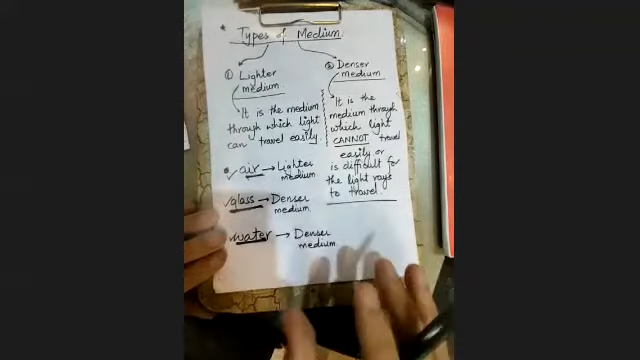 * Types of Medium
① Lighter
medium
It is the medium
through which light
can travel easily
air → Lighter
medium
glass → Denser
medium
water → Denser
medium
② Denser
medium
It is the
medium through
which light
CANNOT travel
easily or
is difficult for
the light rays
to travel.